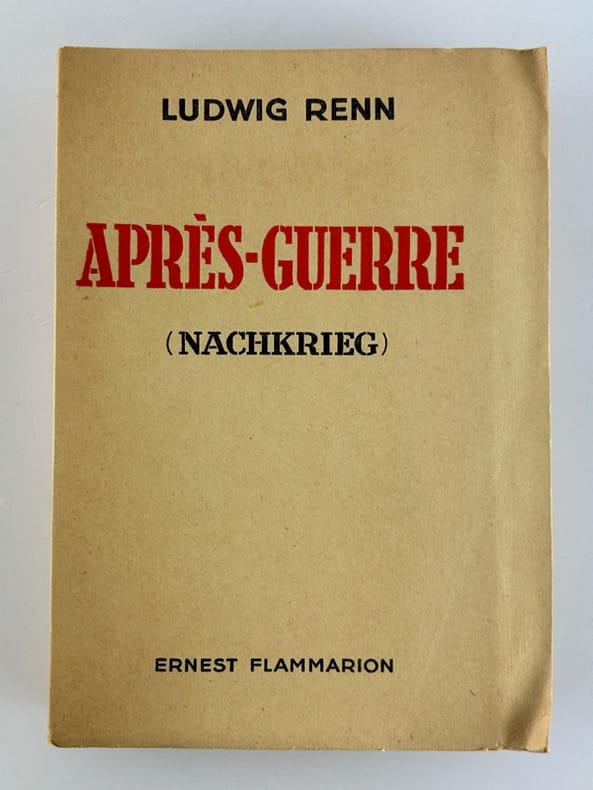 LUDWIG RENN
APRÈS-GUERRE
(NACHKRIEG)
ERNEST FLAMMARION